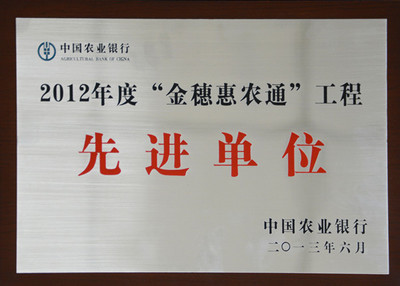 中国农业银行
AGRICULTURAL BANK OF CHINA
2012年度“金穗惠农通”工程
先进单位
中国农业银行
二〇一三年六月